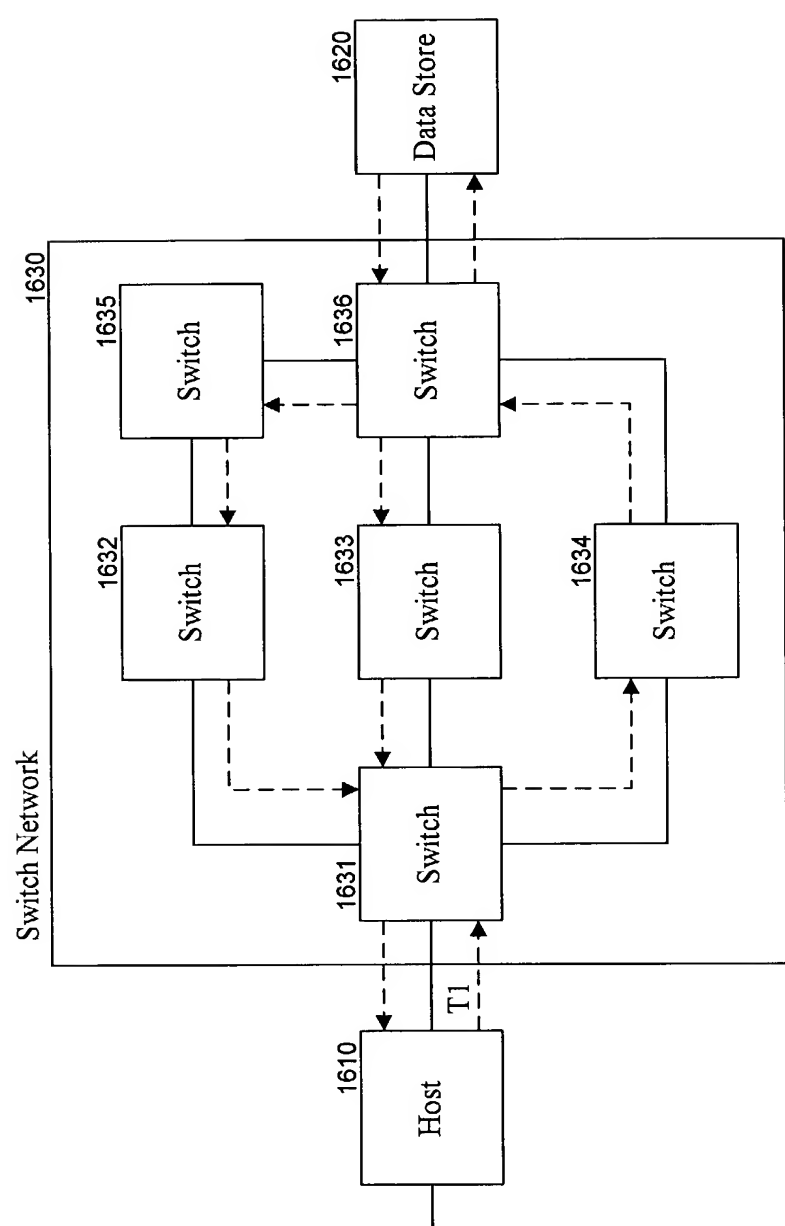 Switch Network
1630
1610
Host
T1
1631
Switch
1632
Switch
1635
Switch
1633
Switch
1636
Switch
1634
Switch
1620
Data Store